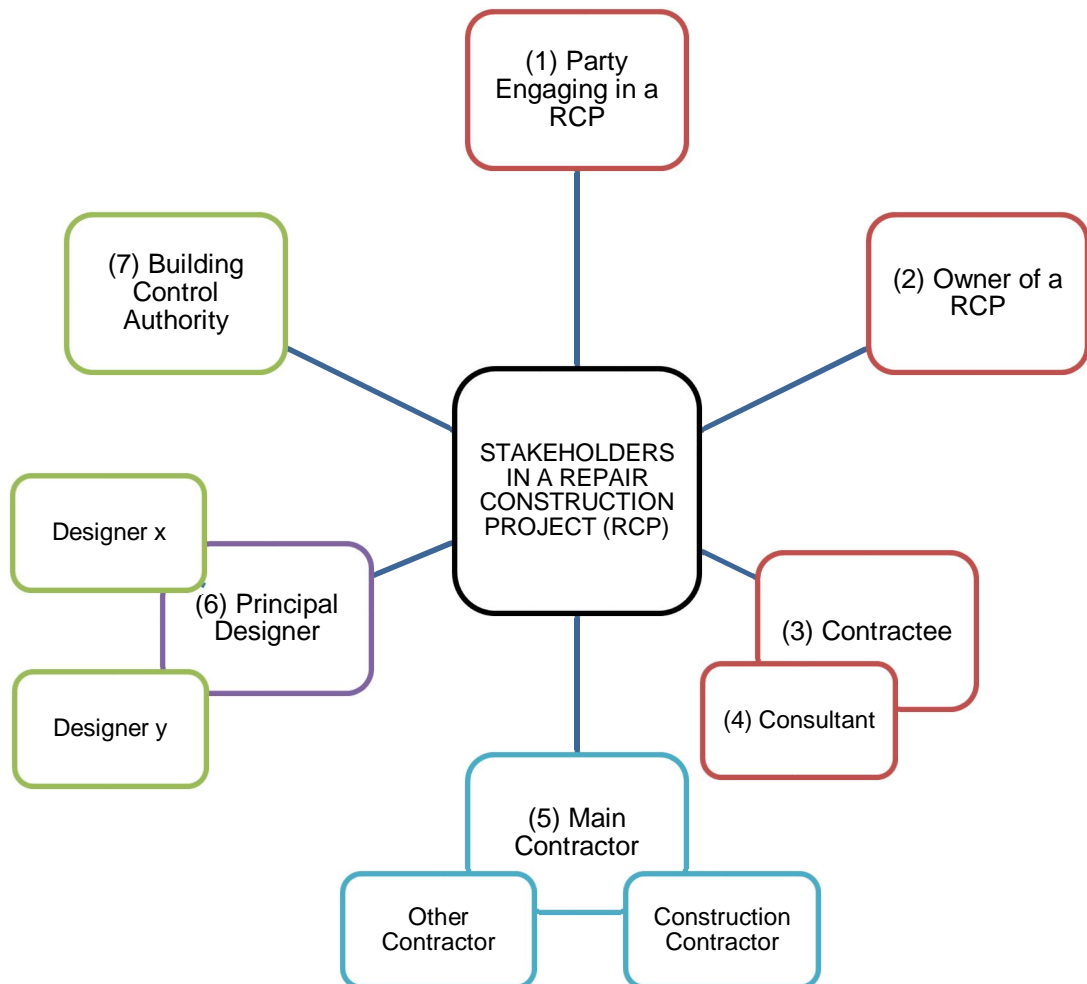 (1) Party
Engaging in a
RCP
(7) Building
Control
Authority
(2) Owner of a
RCP
STAKEHOLDERS
IN A REPAIR
CONSTRUCTION
PROJECT (RCP)
Designer x
(6) Principal
Designer
Designer y
(3) Contractee
(4) Consultant
(5) Main
Contractor
Other
Contractor
Construction
Contractor